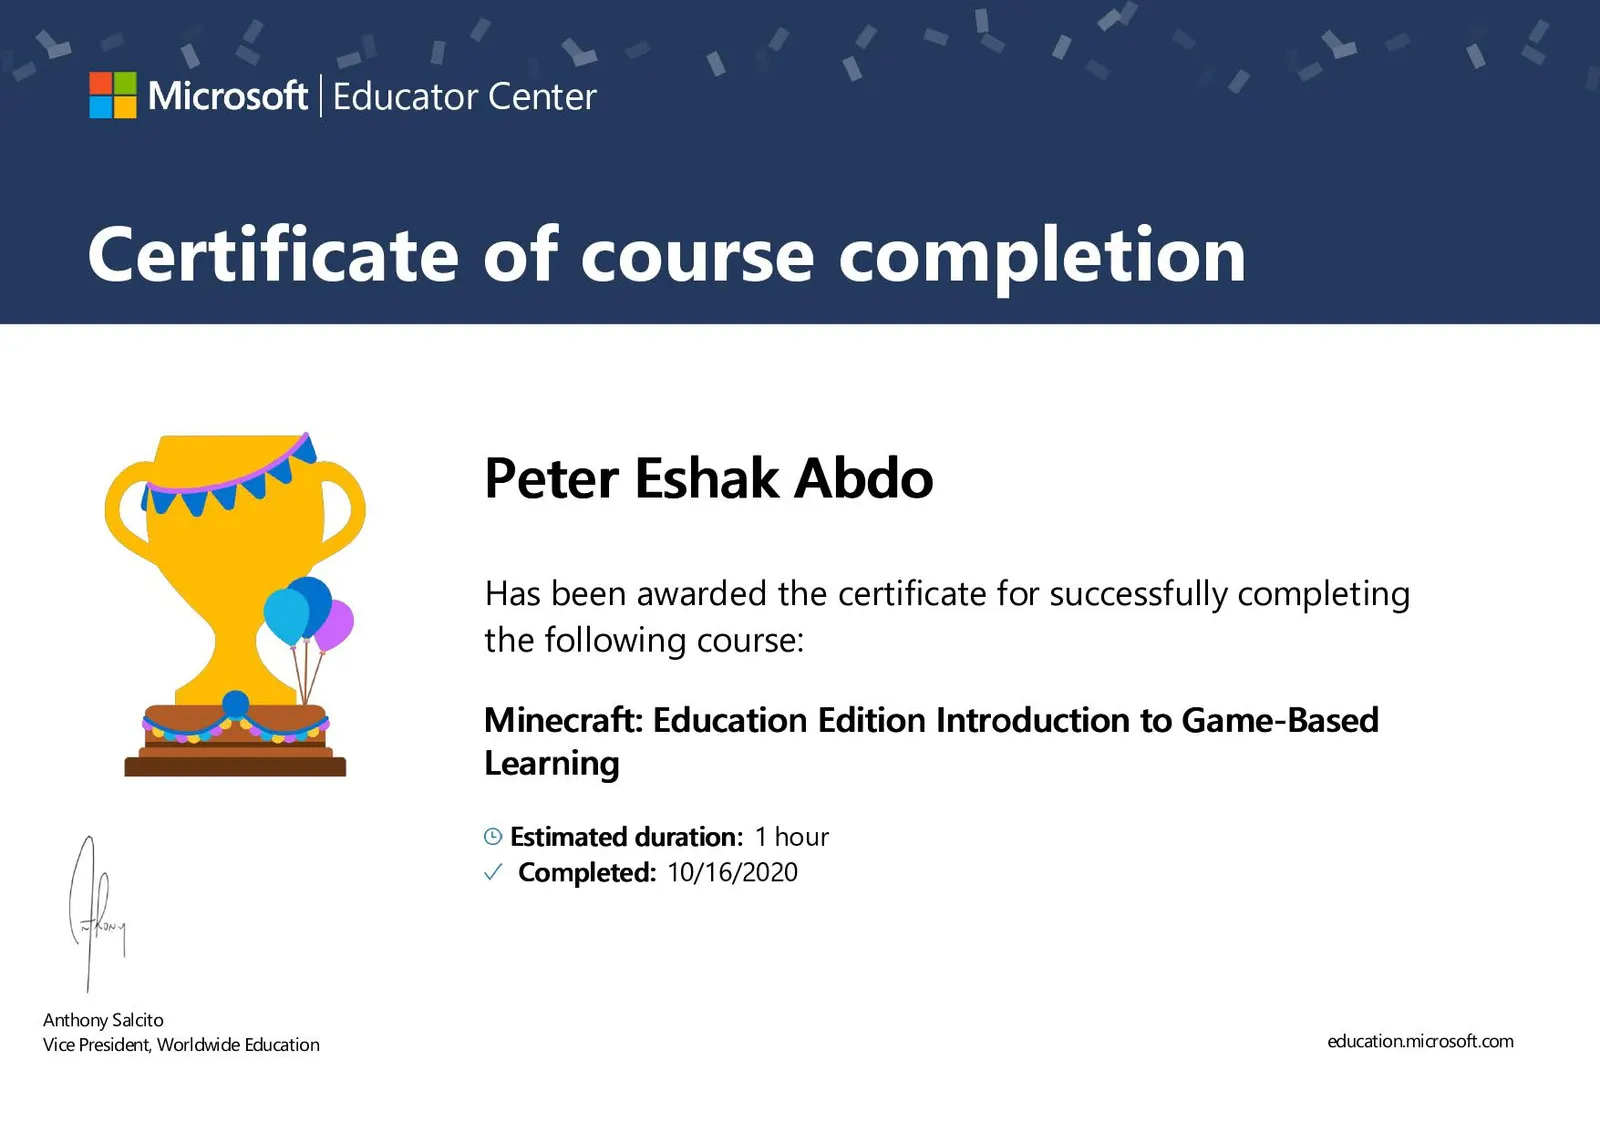 Microsoft | Educator Center
Certificate of course completion
Peter Eshak Abdo
Has been awarded the certificate for successfully completing
the following course:
Minecraft: Education Edition Introduction to Game-Based
Learning
Estimated duration: 1 hour
Completed: 10/16/2020
Anthony
Anthony Salcito
Vice President, Worldwide Education
education.microsoft.com